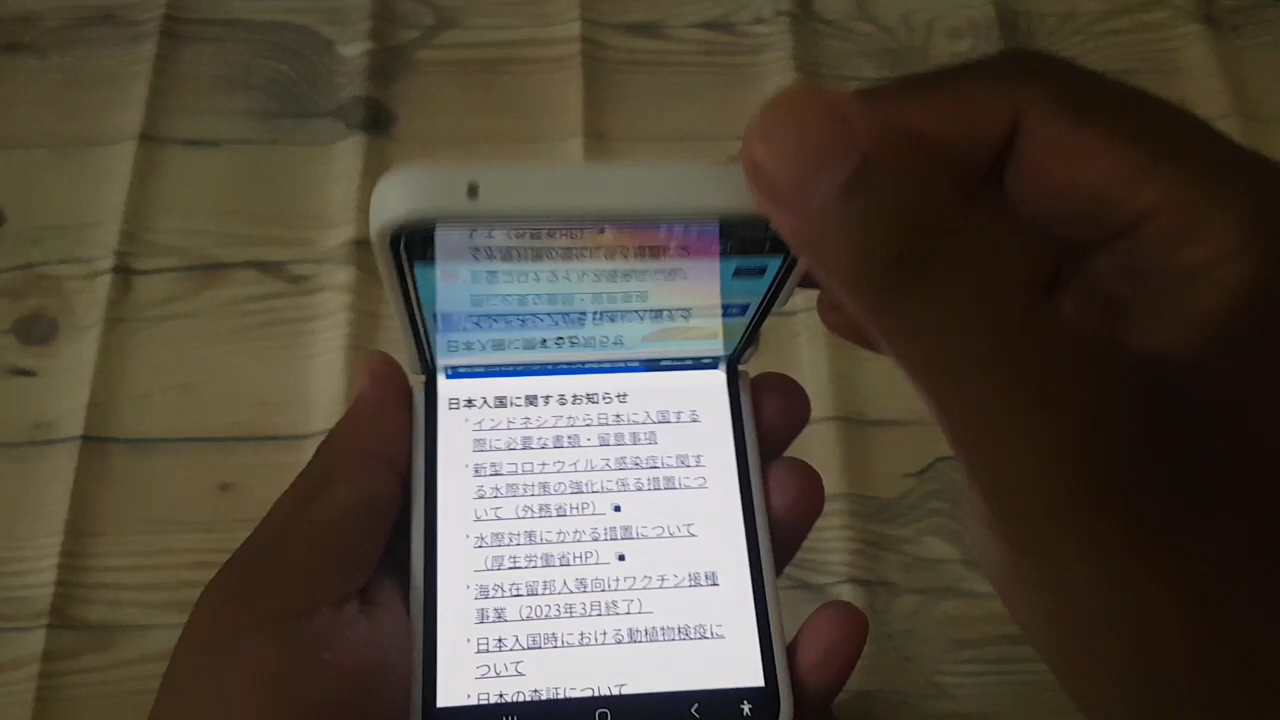 日本入国に関するお知らせ
インドネシアから日本に入国する
際に必要な書類・留意事項
新型コロナウイルス感染症に関す
る水際対策の強化に係る措置につ
いて（外務省HP）
水際対策にかかる措置について
（厚生労働省HP）
海外在留邦人等向けワクチン接種
事業（2023年3月終了）
日本入国時における動植物検疫に
ついて
日本の査証について